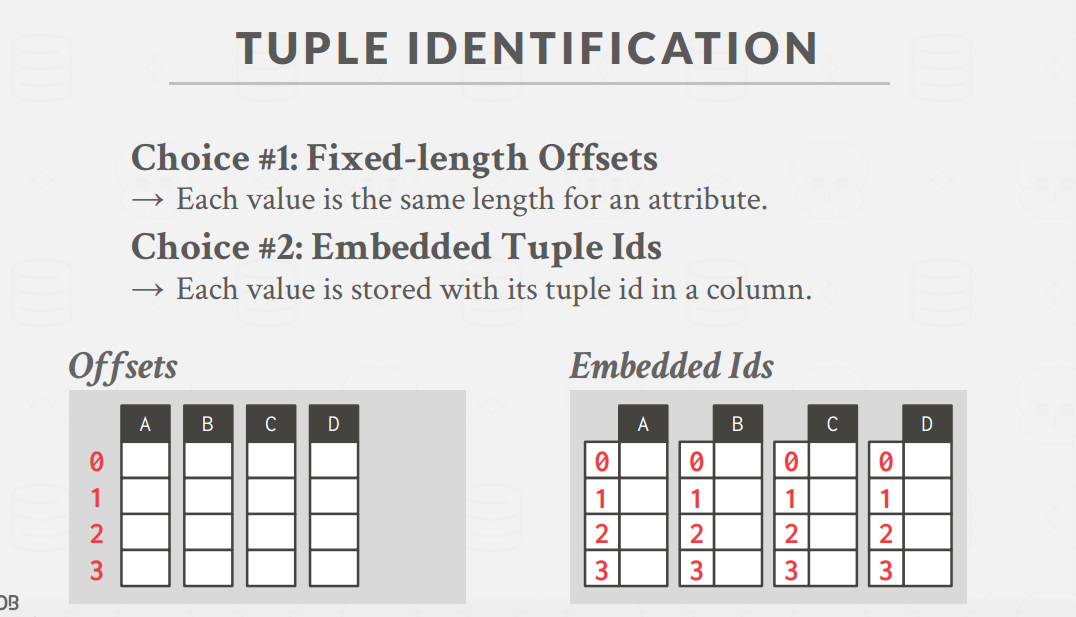 TUPLE IDENTIFICATION
Choice #1: Fixed-length Offsets
→ Each value is the same length for an attribute.
Choice #2: Embedded Tuple Ids
→ Each value is stored with its tuple id in a column.
Offsets
A B C D
0
1
2
3
Embedded Ids
A B C D
0 0 0 0
1 1 1 1
2 2 2 2
3 3 3 3
DB